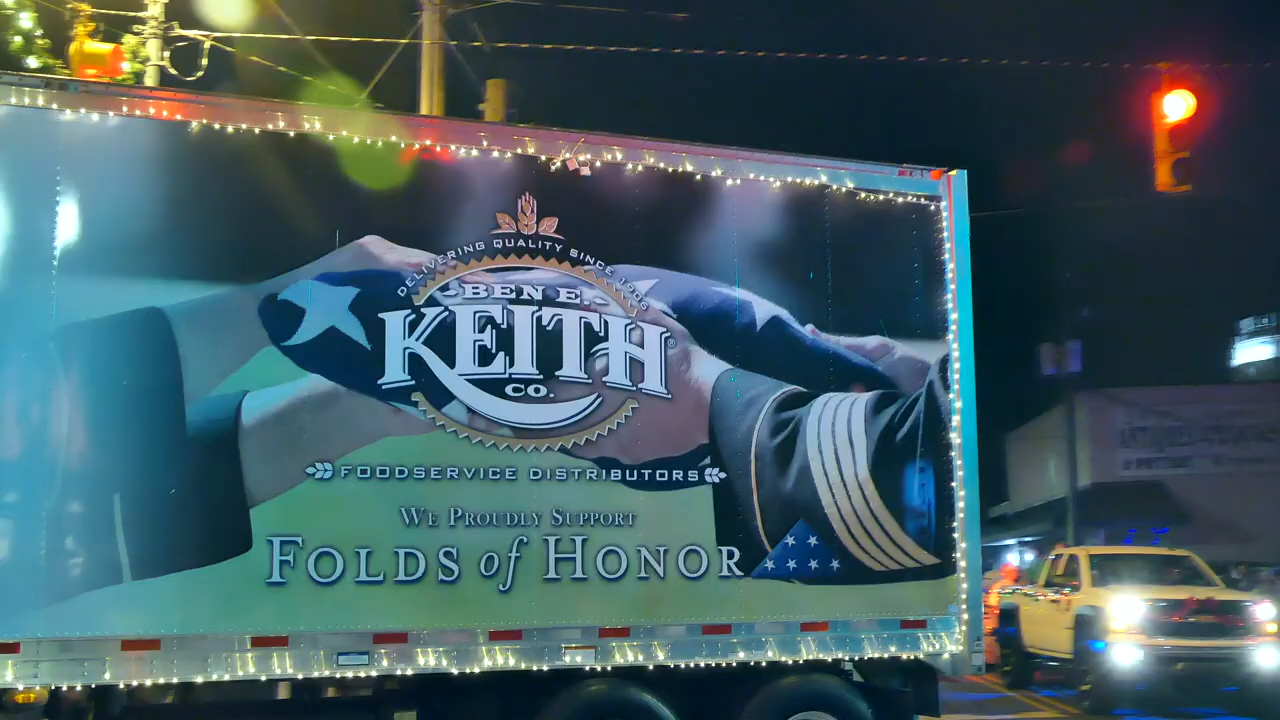 DELIVERING QUALITY SINCE 1906
BEN E.
KEITH®
CO.
FOODSERVICE DISTRIBUTORS
WE PROUDLY SUPPORT
FOLDS of HONOR